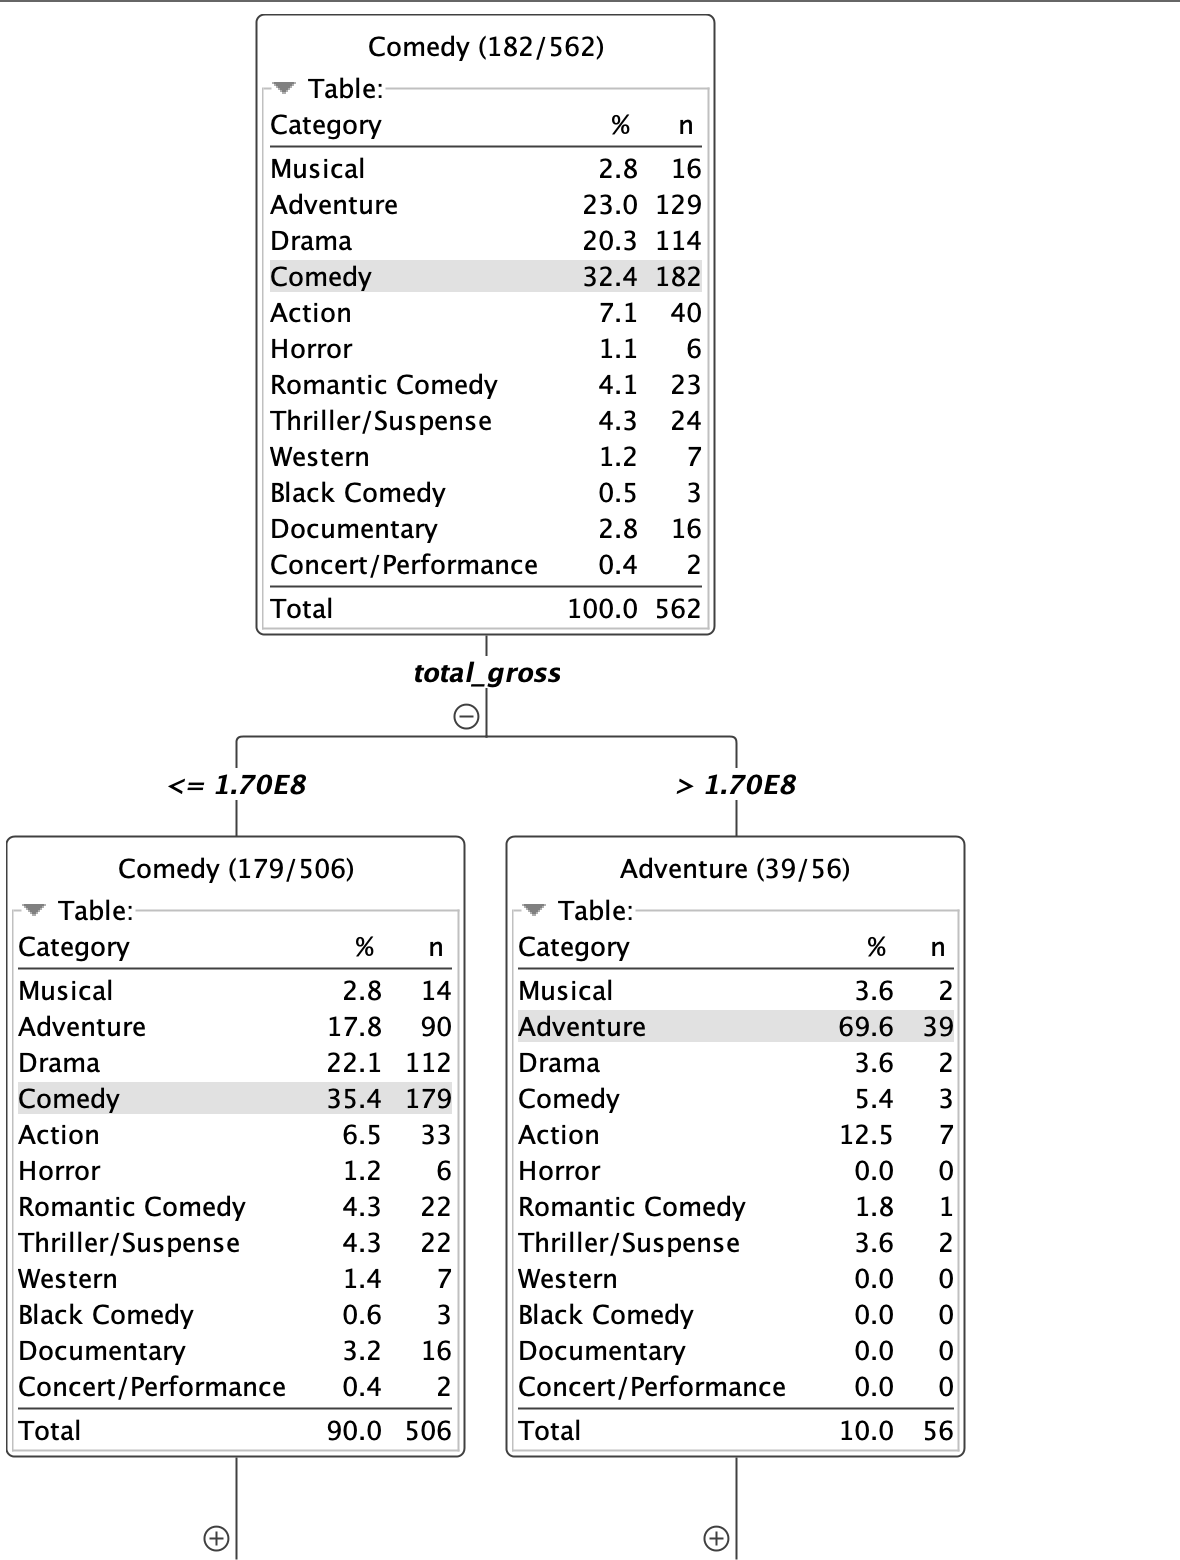 Comedy (182/562)
Table:
Category % n
Musical 2.8 16
Adventure 23.0 129
Drama 20.3 114
Comedy 32.4 182
Action 7.1 40
Horror 1.1 6
Romantic Comedy 4.1 23
Thriller/Suspense 4.3 24
Western 1.2 7
Black Comedy 0.5 3
Documentary 2.8 16
Concert/Performance 0.4 2
Total 100.0 562
total_gross
<= 1.70E8
> 1.70E8
Comedy (179/506)
Table:
Category % n
Musical 2.8 14
Adventure 17.8 90
Drama 22.1 112
Comedy 35.4 179
Action 6.5 33
Horror 1.2 6
Romantic Comedy 4.3 22
Thriller/Suspense 4.3 22
Western 1.4 7
Black Comedy 0.6 3
Documentary 3.2 16
Concert/Performance 0.4 2
Total 90.0 506
Adventure (39/56)
Table:
Category % n
Musical 3.6 2
Adventure 69.6 39
Drama 3.6 2
Comedy 5.4 3
Action 12.5 7
Horror 0.0 0
Romantic Comedy 1.8 1
Thriller/Suspense 3.6 2
Western 0.0 0
Black Comedy 0.0 0
Documentary 0.0 0
Concert/Performance 0.0 0
Total 10.0 56